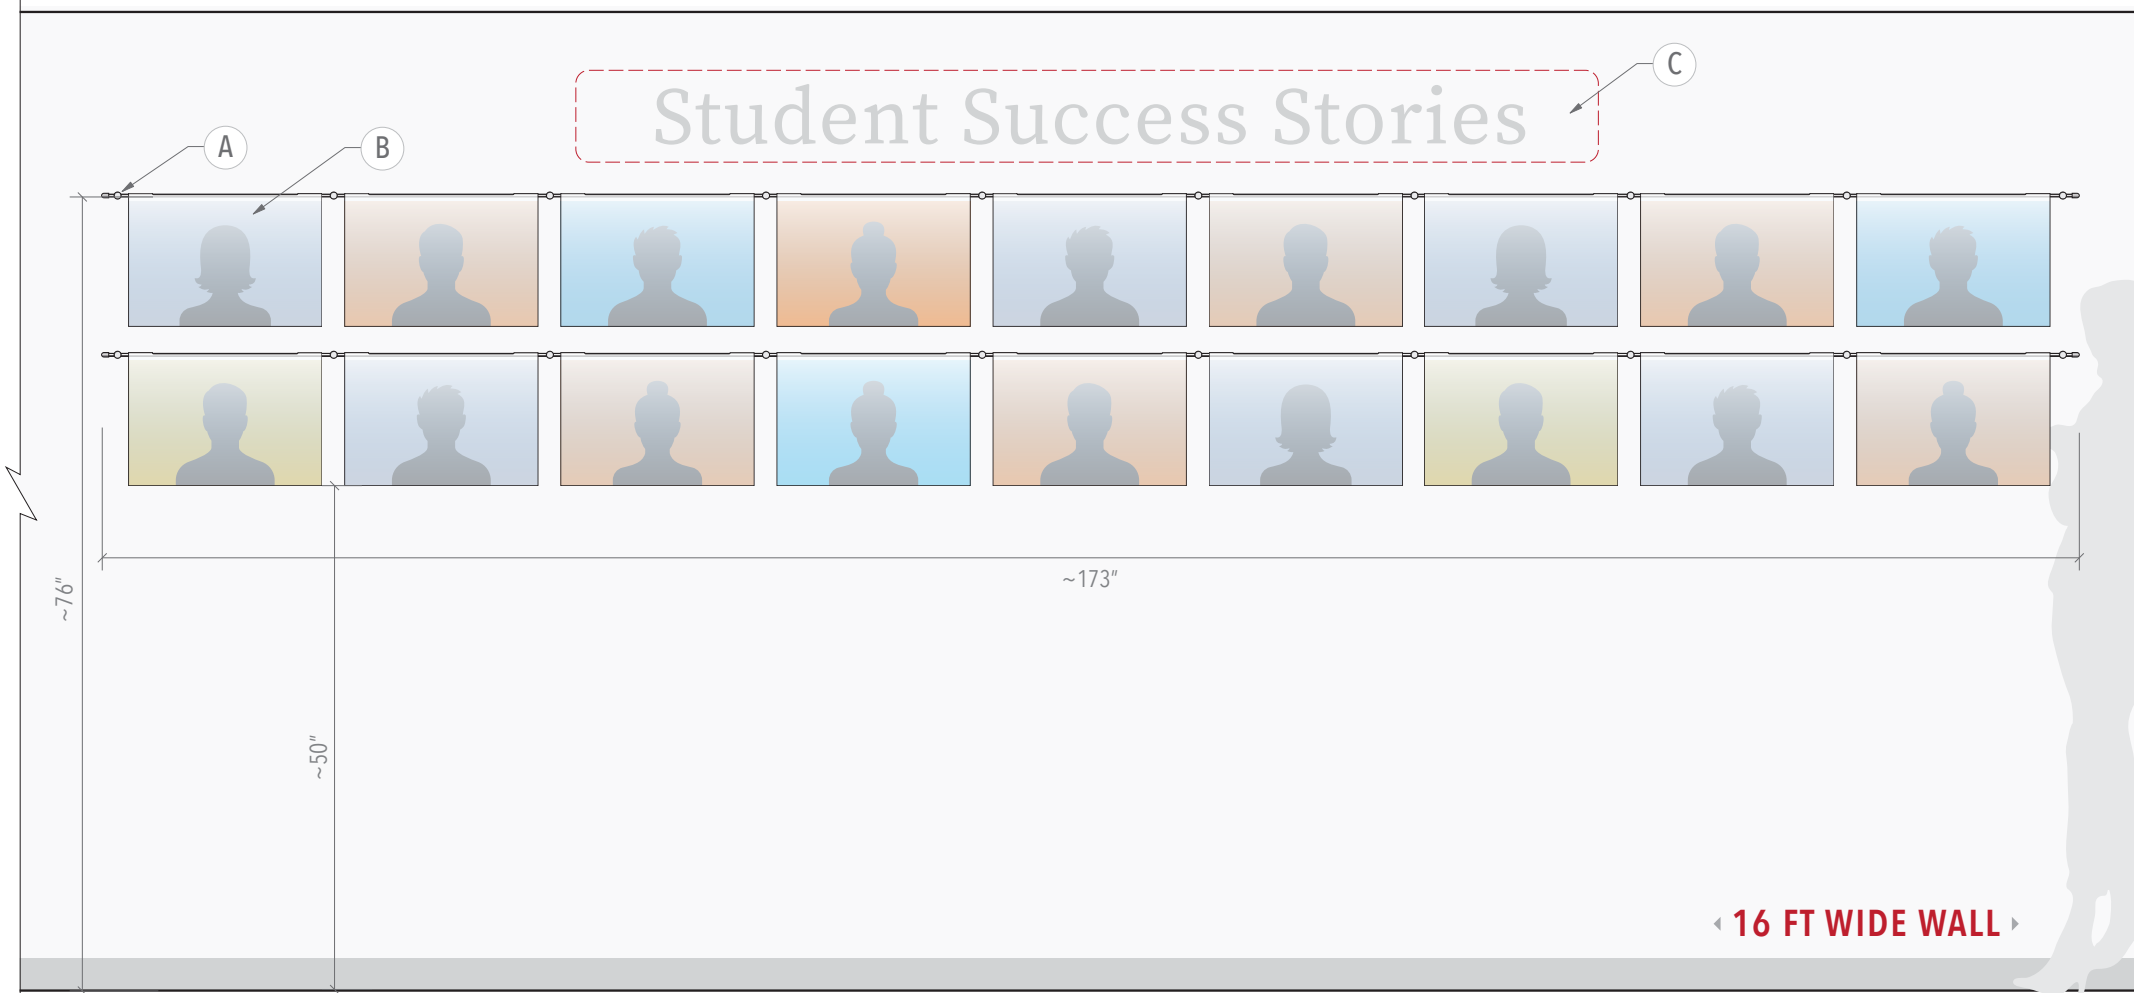 C
Student Success Stories
A
B
~173"
~76"
~50"
16 FT WIDE WALL